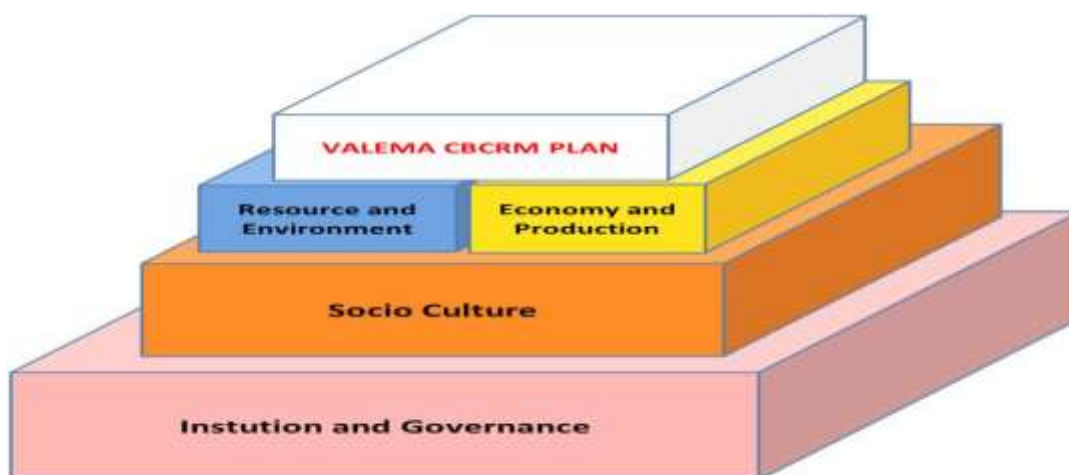 VALEMA CBCRM PLAN
Resource and
Environment
Economy and
Production
Socio Culture
Instution and Governance